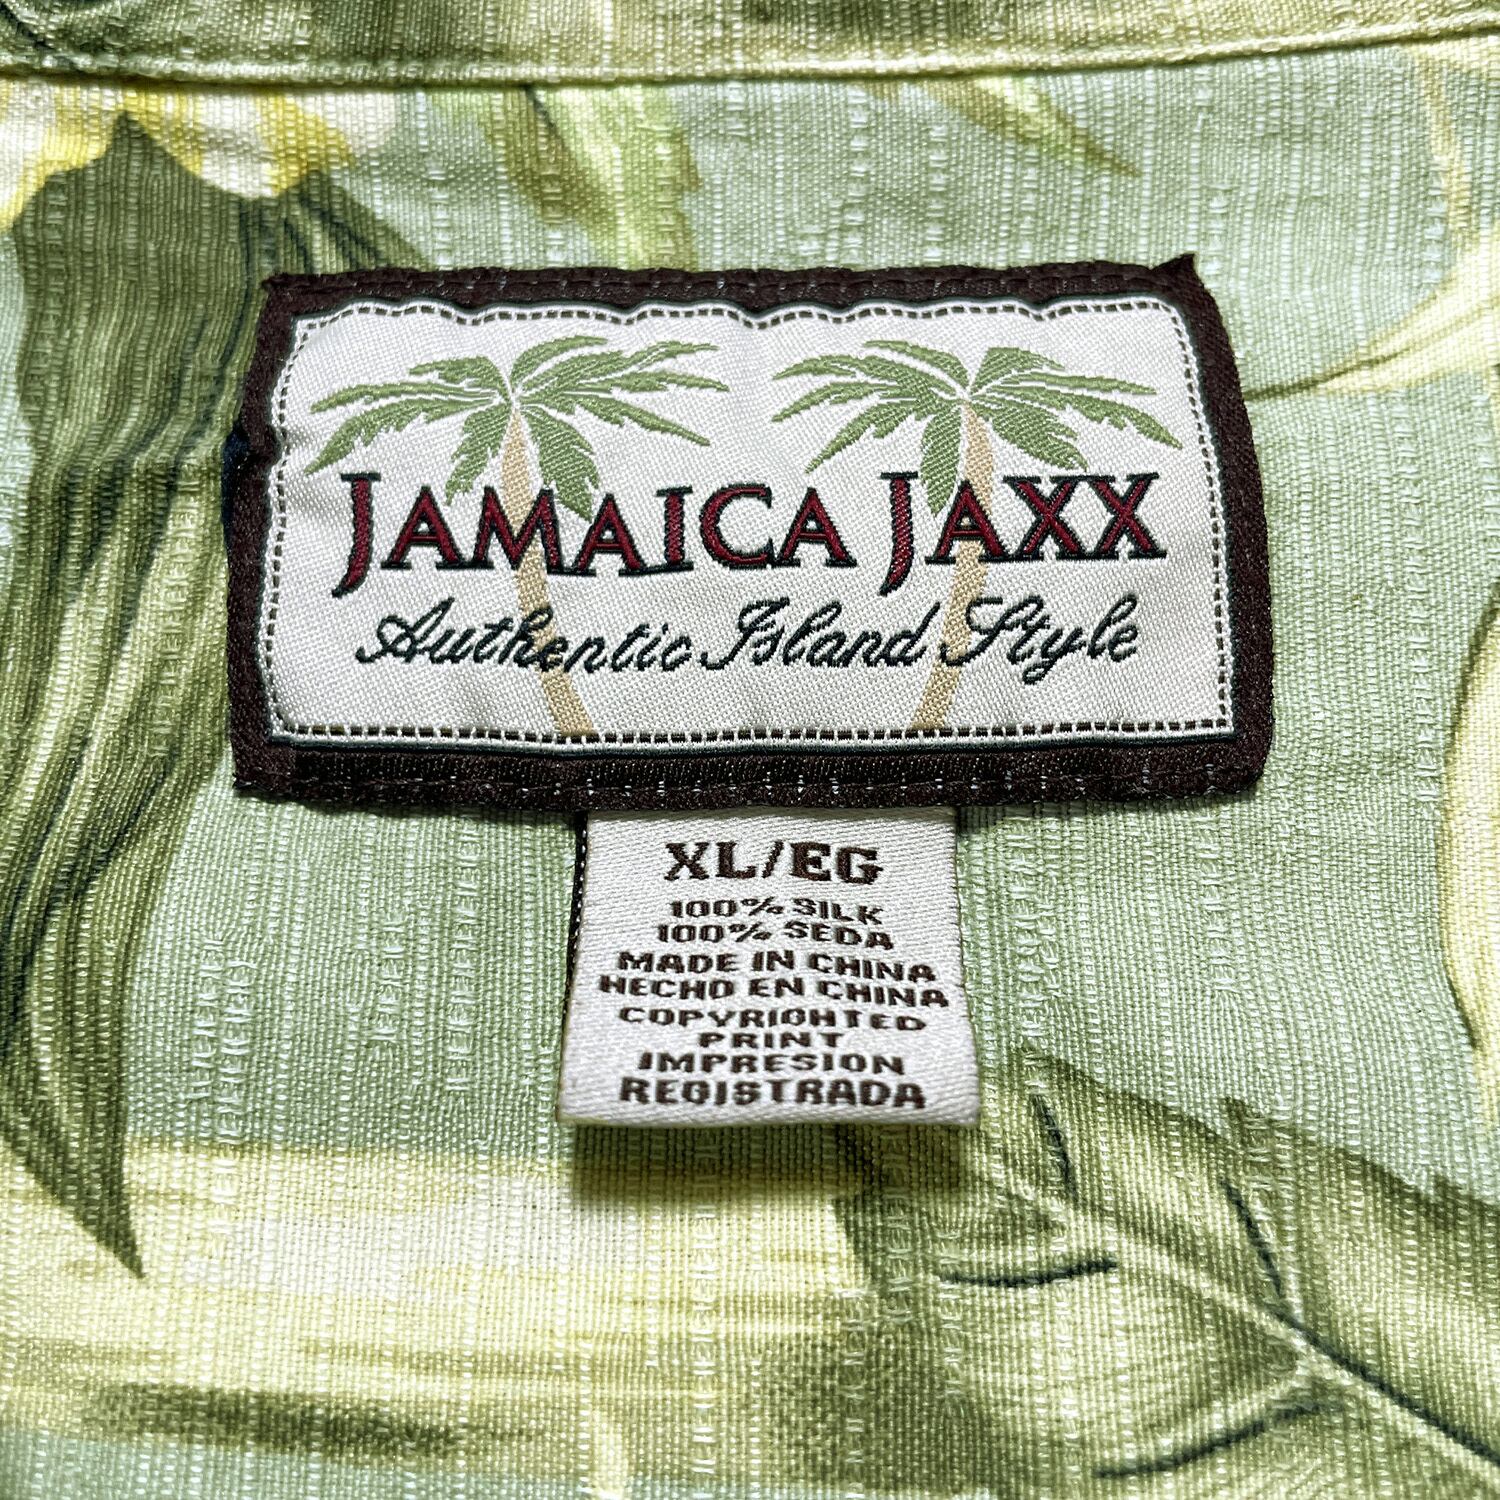 JAMAICA JAXX
Authentic Island Style
XL/EG
100% SILK
100% SEDA
MADE IN CHINA
HECHO EN CHINA
COPYRIGHTED
PRINT
IMPRESION
REGISTRADA